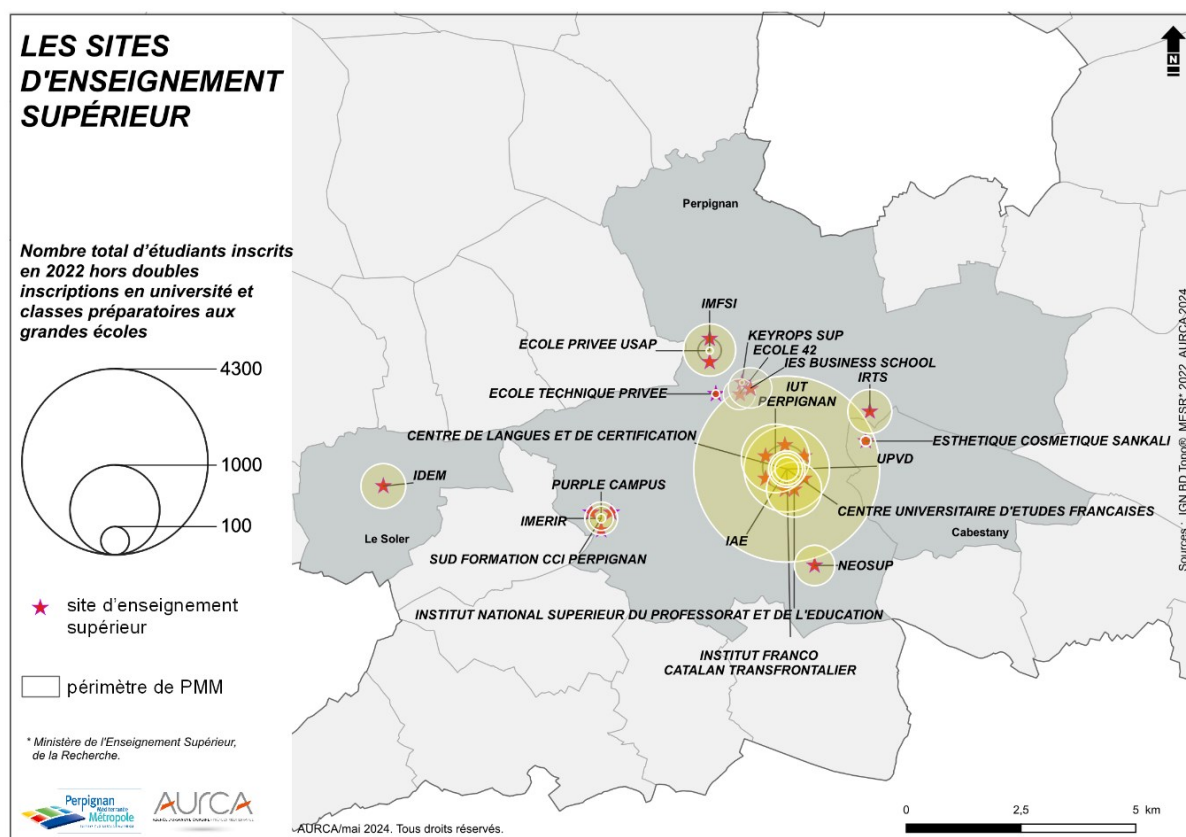 LES SITES
D'ENSEIGNEMENT
SUPÉRIEUR
Nombre total d'étudiants inscrits
en 2022 hors doubles
inscriptions en université et
classes préparatoires aux
grandes écoles
4300
1000
100
site d'enseignement
supérieur
périmètre de PMM
* Ministère de l'Enseignement Supérieur,
de la Recherche.
Perpignan
Méditerranée
Métropole
AURCA
N
Perpignan
IMFSI
ECOLE PRIVEE USAP
KEYROPS SUP
ECOLE 42
IES BUSINESS SCHOOL
ECOLE TECHNIQUE PRIVEE
IUT
PERPIGNAN
IRTS
CENTRE DE LANGUES ET DE CERTIFICATION
ESTHETIQUE COSMETIQUE SANKALI
UPVD
IDEM
PURPLE CAMPUS
CENTRE UNIVERSITAIRE D'ETUDES FRANCAISES
IMERIR
Le Soler
IAE
Cabestany
SUD FORMATION CCI PERPIGNAN
NEOSUP
INSTITUT NATIONAL SUPERIEUR DU PROFESSORAT ET DE L'EDUCATION
INSTITUT FRANCO
CATALAN TRANSFRONTALIER
Sources : IGN BD Topo®, MESR* 2022, AURCA 2024
0 2,5 5 km
AURCA/mai 2024. Tous droits réservés.